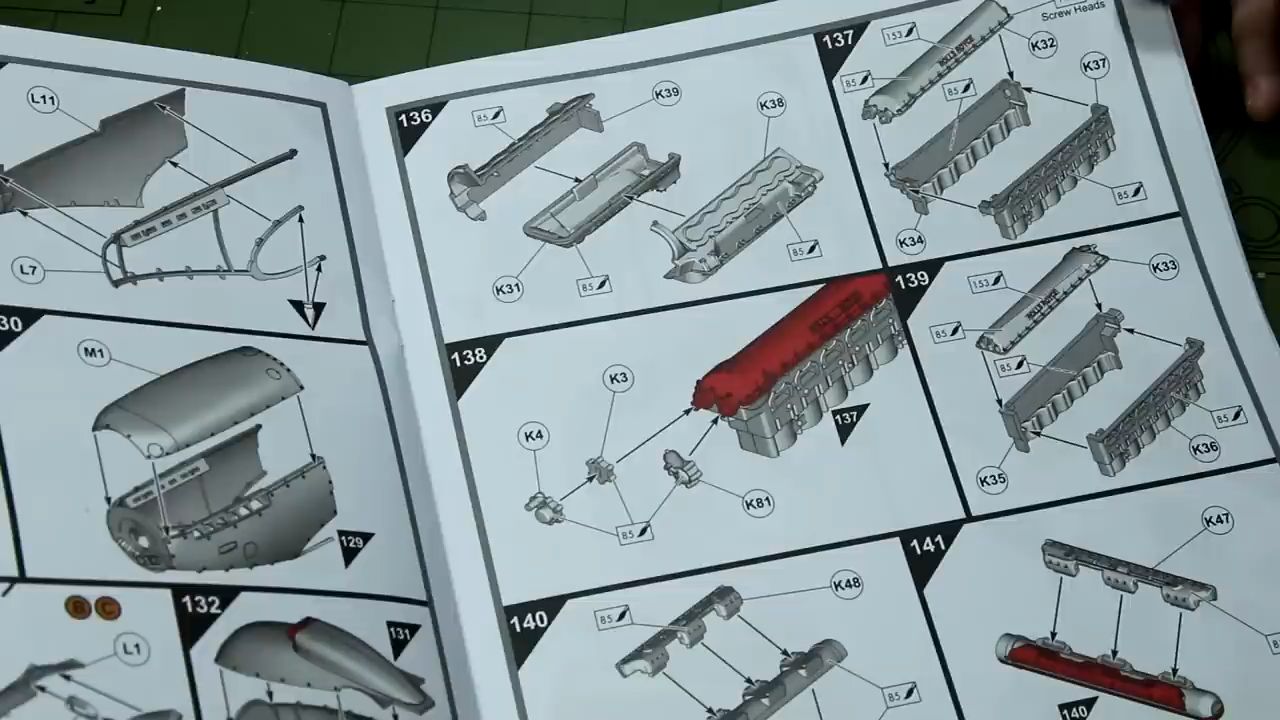 L11
L7
30
M1
129
B C
L1
132
131
136
85
K39
K38
K31
85
85
137
Screw Heads
153
K32
85
85
K37
85
K34
138
K3
K4
K81
85
137
139
153
K33
85
85
85
K36
K35
140
85
K48
85
141
K47
140